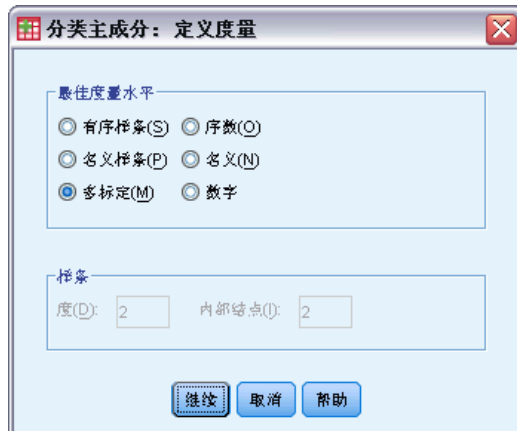 分类主成分: 定义度量
最佳度量水平
有序样条(S) 序数(O)
名义样条(P) 名义(N)
多标定(M) 数字
样条
度(D): 2 内部结点(I): 2
继续 取消 帮助